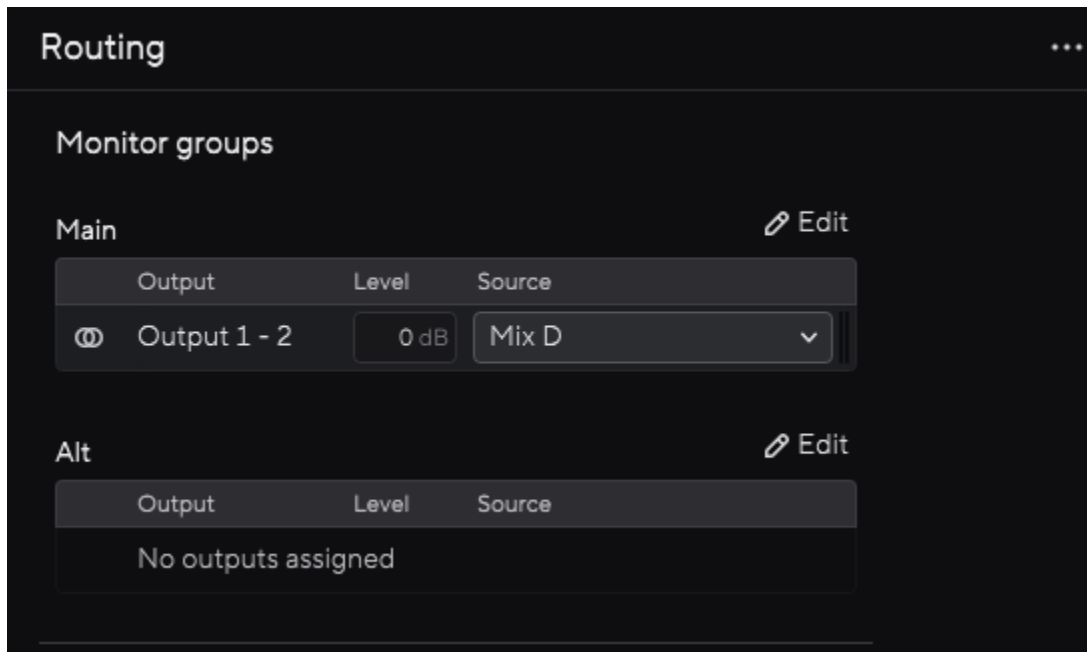 Routing
Monitor groups
Main
Edit
Output Level Source
Output 1 - 2 0 dB Mix D
Alt
Edit
Output Level Source
No outputs assigned